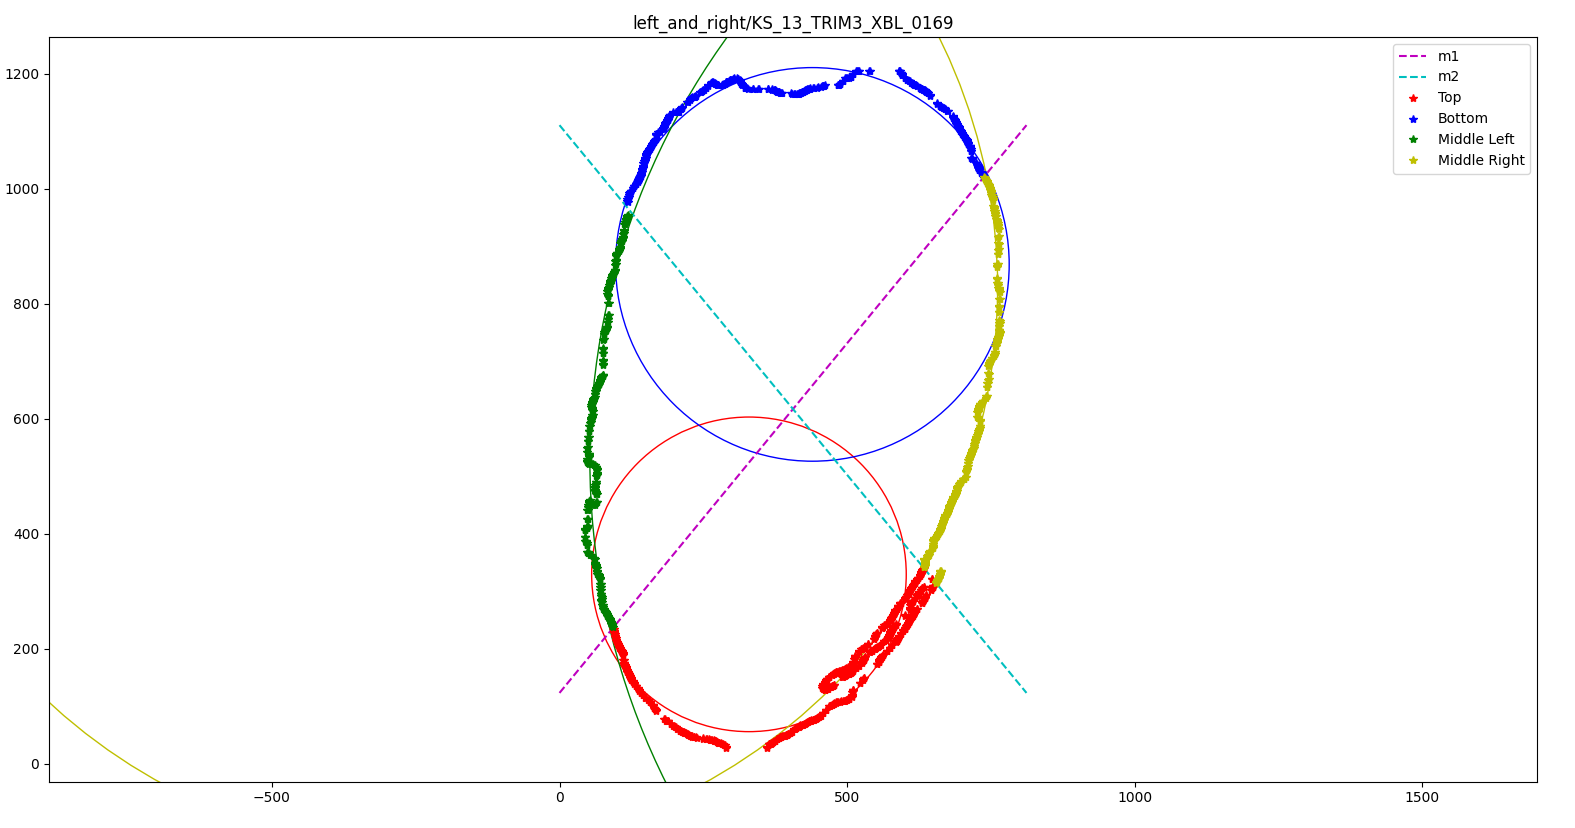 left_and_right/KS_13_TRIM3_XBL_0169
m1
m2
Top
Bottom
Middle Left
Middle Right
1200
1000
800
600
400
200
0
−500
0
500
1000
1500